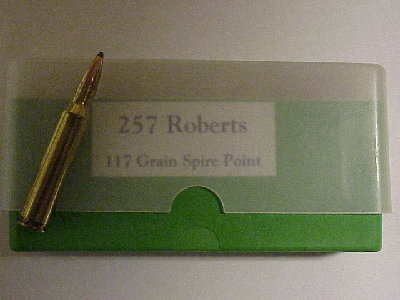 257 Roberts
117 Grain Spire Point